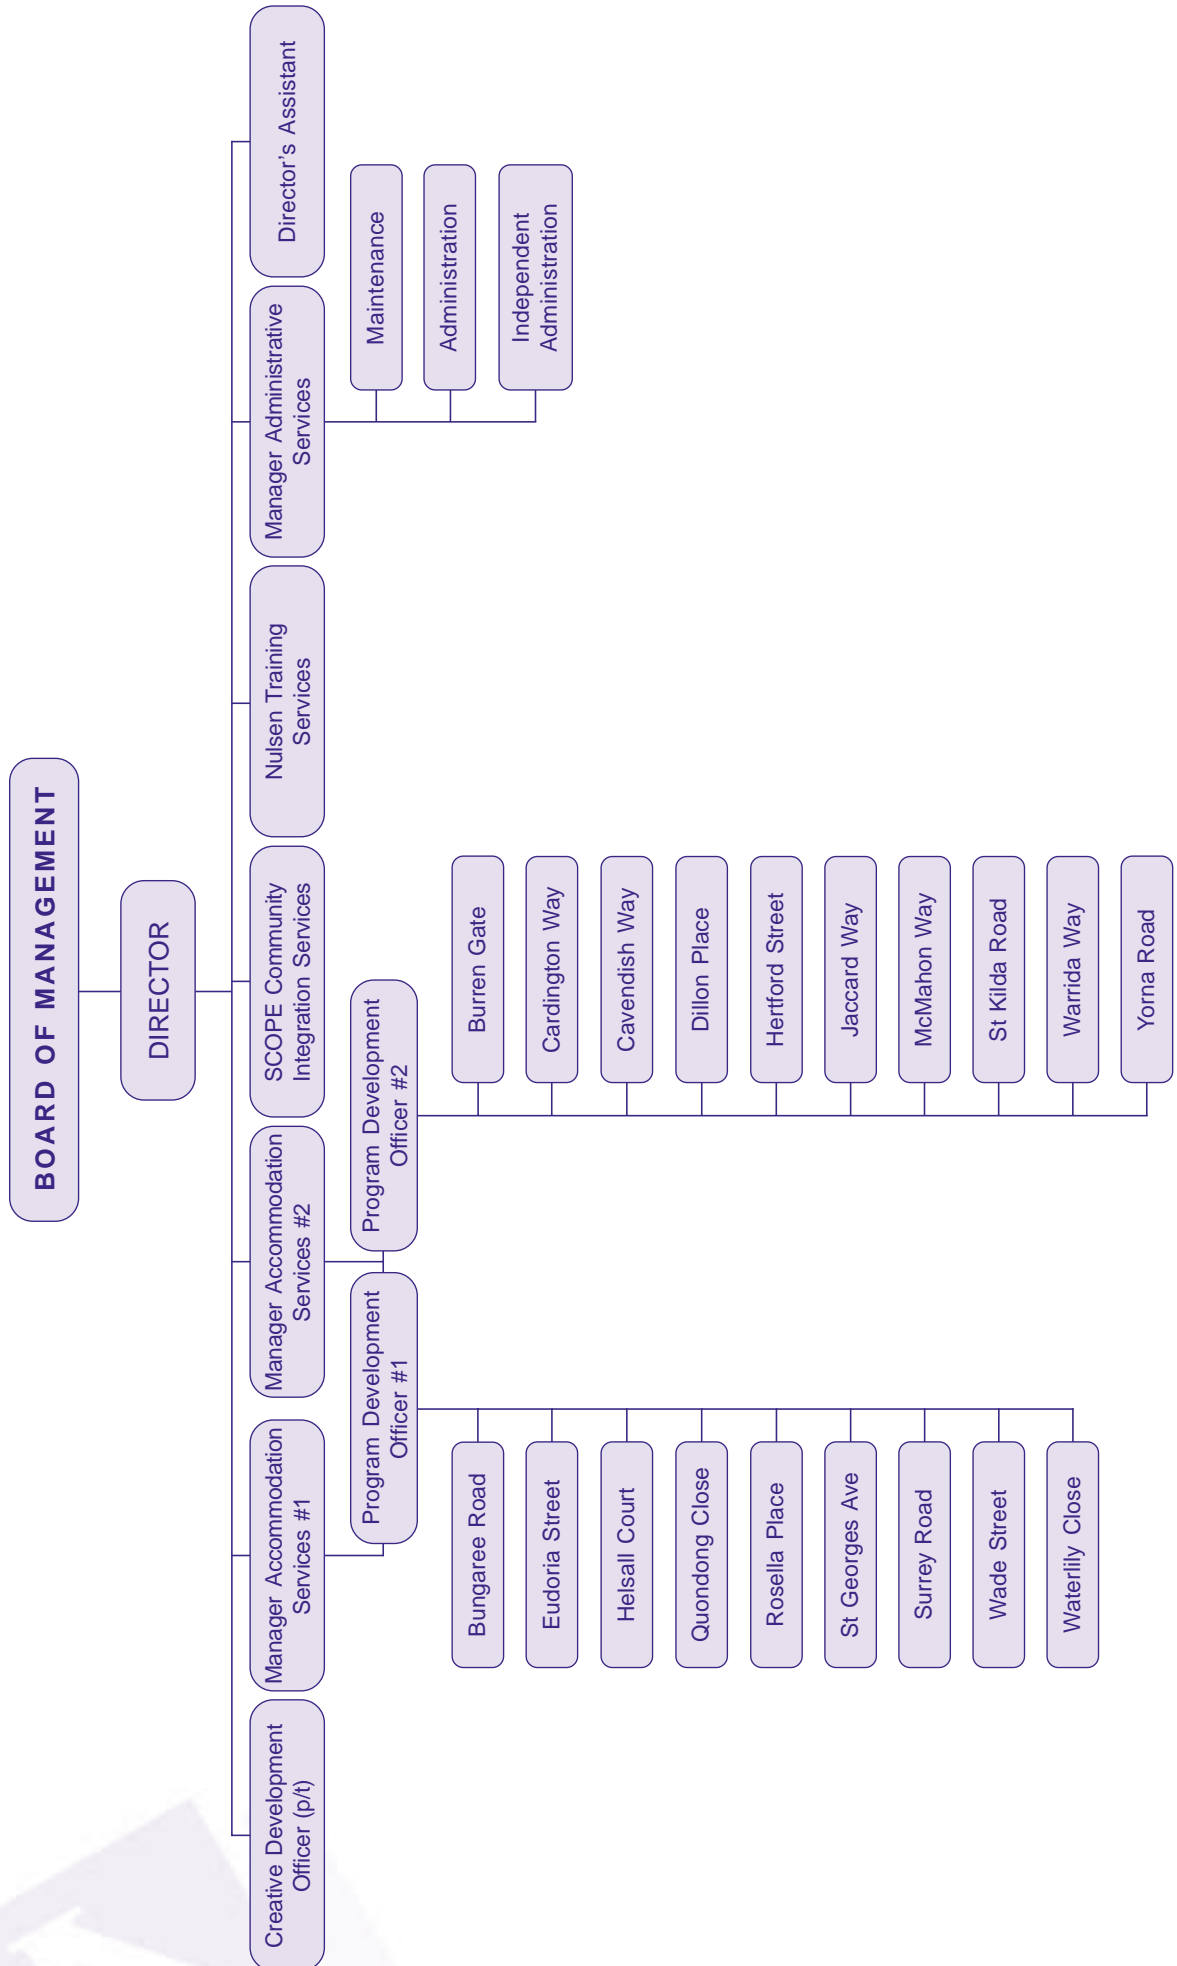 BOARD OF MANAGEMENT
DIRECTOR
Creative Development
Officer (p/t)
Manager Accommodation
Services #1
Manager Accommodation
Services #2
SCOPE Community
Integration Services
Nulsen Training
Services
Manager Administrative
Services
Director's Assistant
Program Development
Officer #1
Program Development
Officer #2
Maintenance
Administration
Independent
Administration
Bungaree Road
Eudoria Street
Helsall Court
Quondong Close
Rosella Place
St Georges Ave
Surrey Road
Wade Street
Waterlily Close
Burren Gate
Cardington Way
Cavendish Way
Dillon Place
Hertford Street
Jaccard Way
McMahon Way
St Kilda Road
Warrida Way
Yorna Road